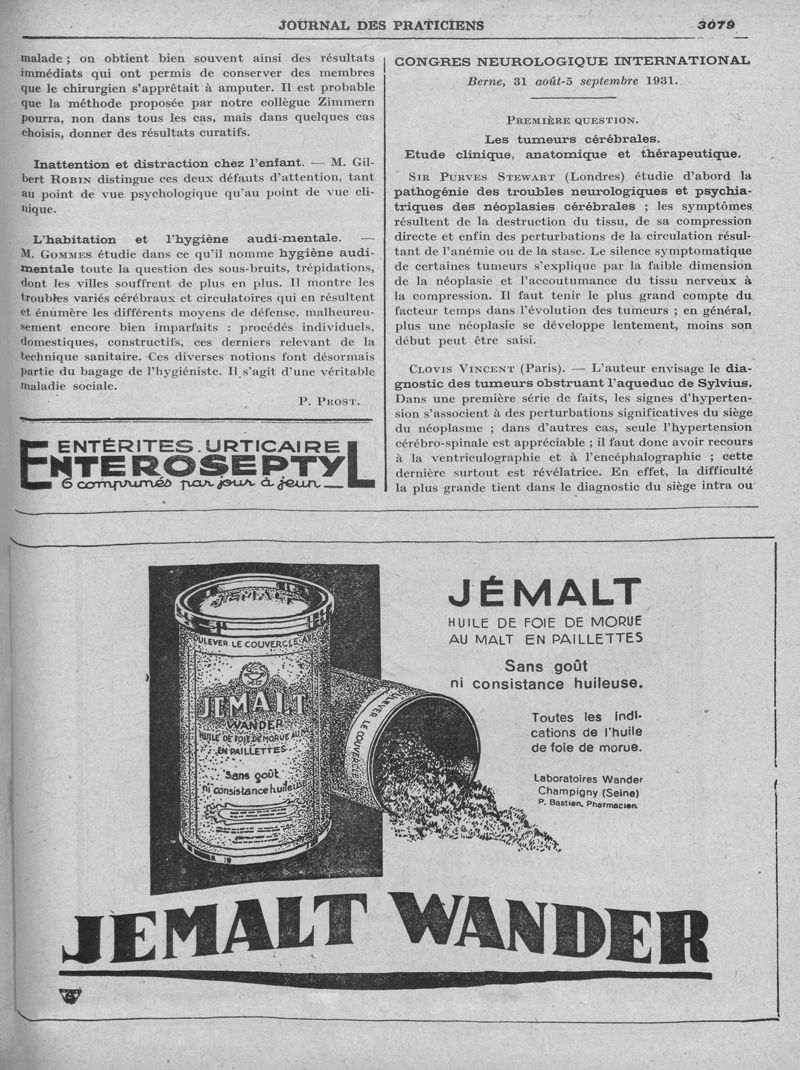 JOURNAL DES PRATICIENS 3079
malade ; on obtient bien souvent ainsi des résultats
immédiats qui ont permis de conserver des membres
que le chirurgien s'apprêtait à amputer. Il est probable
que la méthode proposée par notre collègue Zimmern
pourra, non dans tous les cas, mais dans quelques cas
choisis, donner des résultats curatifs.
Inattention et distraction chez l'enfant. — M. Gil-
bert ROBIN distingue ces deux défauts d'attention, tant
au point de vue psychologique qu'au point de vue cli-
nique.
L'habitation et l'hygiène audi-mentale. —
M. GOMMES étudie dans ce qu'il nomme hygiène audi-
mentale toute la question des sous-bruits, trépidations,
dont les villes souffrent de plus en plus. Il montre les
troubles variés cérébraux et circulatoires qui en résultent
et énumère les différents moyens de défense, malheureu-
sement encore bien imparfaits : procédés individuels,
domestiques, constructifs, ces derniers relevant de la
technique sanitaire. Ces diverses notions font désormais
partie du bagage de l'hygiéniste. Il s'agit d'une véritable
maladie sociale.
P. PROST.
ENTÉRITES. URTICAIRE
ENTEROSEPTYL
6 comprimés par jour à jeun
CONGRES NEUROLOGIQUE INTERNATIONAL
Berne, 31 août-5 septembre 1931.
PREMIÈRE QUESTION.
Les tumeurs cérébrales.
Etude clinique, anatomique et thérapeutique.
SIR PURVES STEWART (Londres) étudie d'abord la
pathogénie des troubles neurologiques et psychia-
triques des néoplasies cérébrales ; les symptômes
résultent de la destruction du tissu, de sa compression
directe et enfin des perturbations de la circulation résul-
tant de l'anémie ou de la stase. Le silence symptomatique
de certaines tumeurs s'explique par la faible dimension
de la néoplasie et l'accoutumance du tissu nerveux à
la compression. Il faut tenir le plus grand compte du
facteur temps dans l'évolution des tumeurs ; en général,
plus une néoplasie se développe lentement, moins son
début peut être saisi.
CLOVIS VINCENT (Paris). — L'auteur envisage le dia-
gnostic des tumeurs obstruant l'aqueduc de Sylvius.
Dans une première série de faits, les signes d'hyperten-
sion s'associent à des perturbations significatives du siège
du néoplasme ; dans d'autres cas, seule l'hypertension
cérébro-spinale est appréciable ; il faut donc avoir recours
à la ventriculographie et à l'encéphalographie ; cette
dernière surtout est révélatrice. En effet, la difficulté
la plus grande tient dans le diagnostic du siège intra ou
JÉMALT
HUILE DE FOIE DE MORUE
AU MALT EN PAILLETTES
Sans goût
ni consistance huileuse.
Toutes les indi-
cations de l'huile
de foie de morue.
Laboratoires Wander
Champigny (Seine)
P. Bastien, Pharmacien
JEMALT
OULEVER LE COUVERCLE AV
JEMALT
WANDER
HUILE DE FOIE DE MORUE AU M
EN PAILLETTES
Sans goût
ni consistance huileuse
ULEVER LE COUVERCLE
JEMALT WANDER